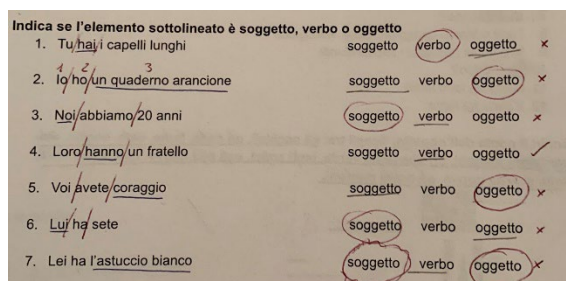 Indica se l'elemento sottolineato è soggetto, verbo o oggetto
1. Tu/hai/i capelli lunghi soggetto verbo oggetto x
1 2 3
2. Io/ho/un quaderno arancione soggetto verbo oggetto x
3. Noi/abbiamo/20 anni soggetto verbo oggetto x
4. Loro/hanno/un fratello soggetto verbo oggetto ✓
5. Voi/avete/coraggio soggetto verbo oggetto x
6. Lui/ha/sete soggetto verbo oggetto x
7. Lei ha l'astuccio bianco soggetto verbo oggetto x